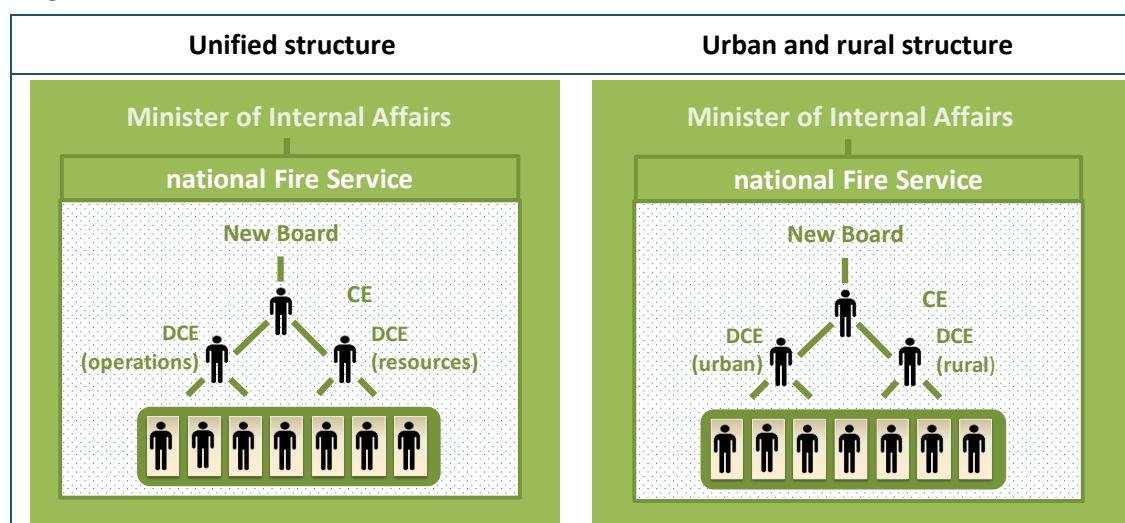 Unified structure
Urban and rural structure
Minister of Internal Affairs
national Fire Service
New Board
CE
DCE
(operations)
DCE
(resources)
Minister of Internal Affairs
national Fire Service
New Board
CE
DCE
(urban)
DCE
(rural)